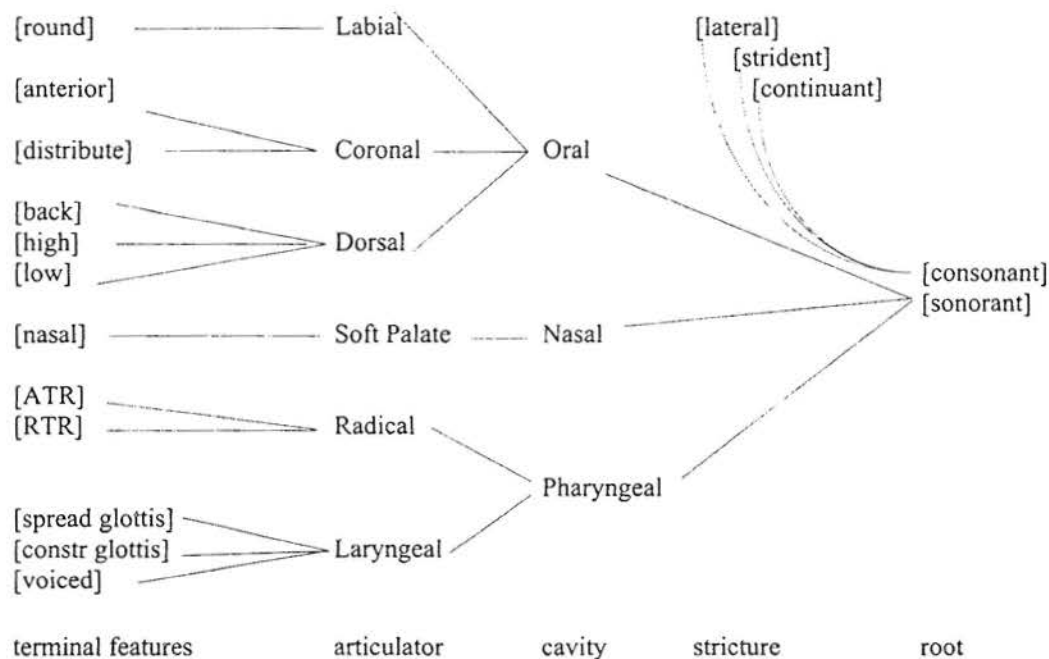 [round] Labial [lateral]
[strident]
[anterior] [continuant]
[distribute] Coronal Oral
[back]
[high] Dorsal
[low] [consonant]
[sonorant]
[nasal] Soft Palate Nasal
[ATR]
[RTR] Radical
Pharyngeal
[spread glottis]
[constr glottis] Laryngeal
[voiced]
terminal features articulator cavity stricture root